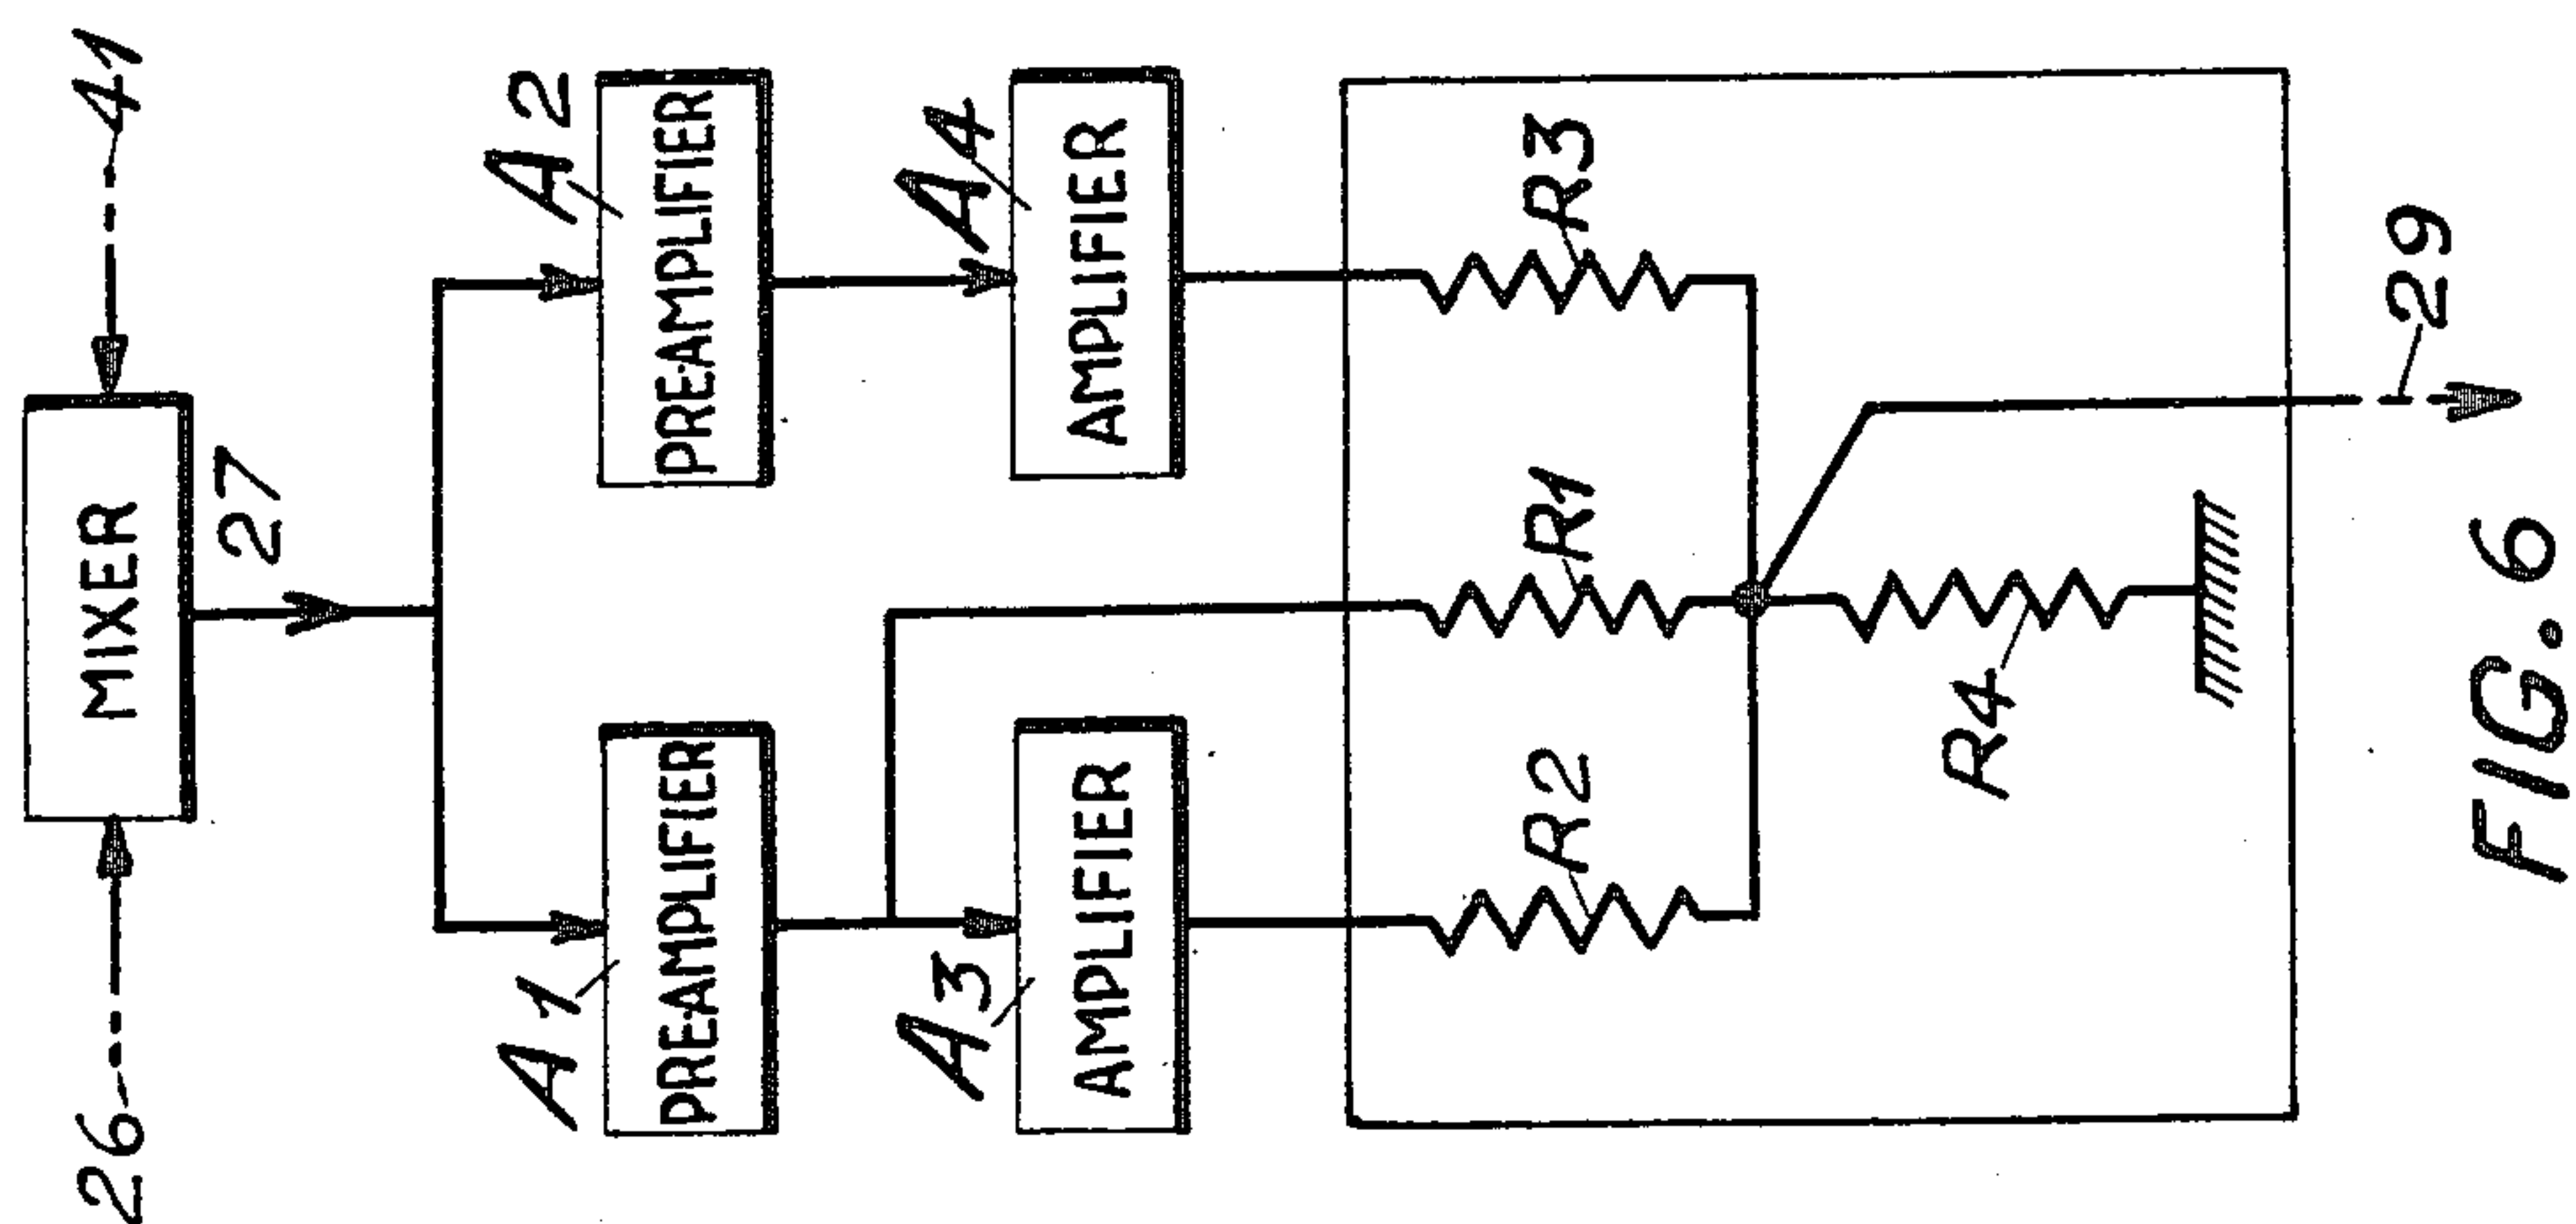 26
41
MIXER
27
A1
A2
PREAMPLIFIER
PREAMPLIFIER
A3
A4
AMPLIFIER
AMPLIFIER
R2
R1
R3
R4
29
FIG. 6